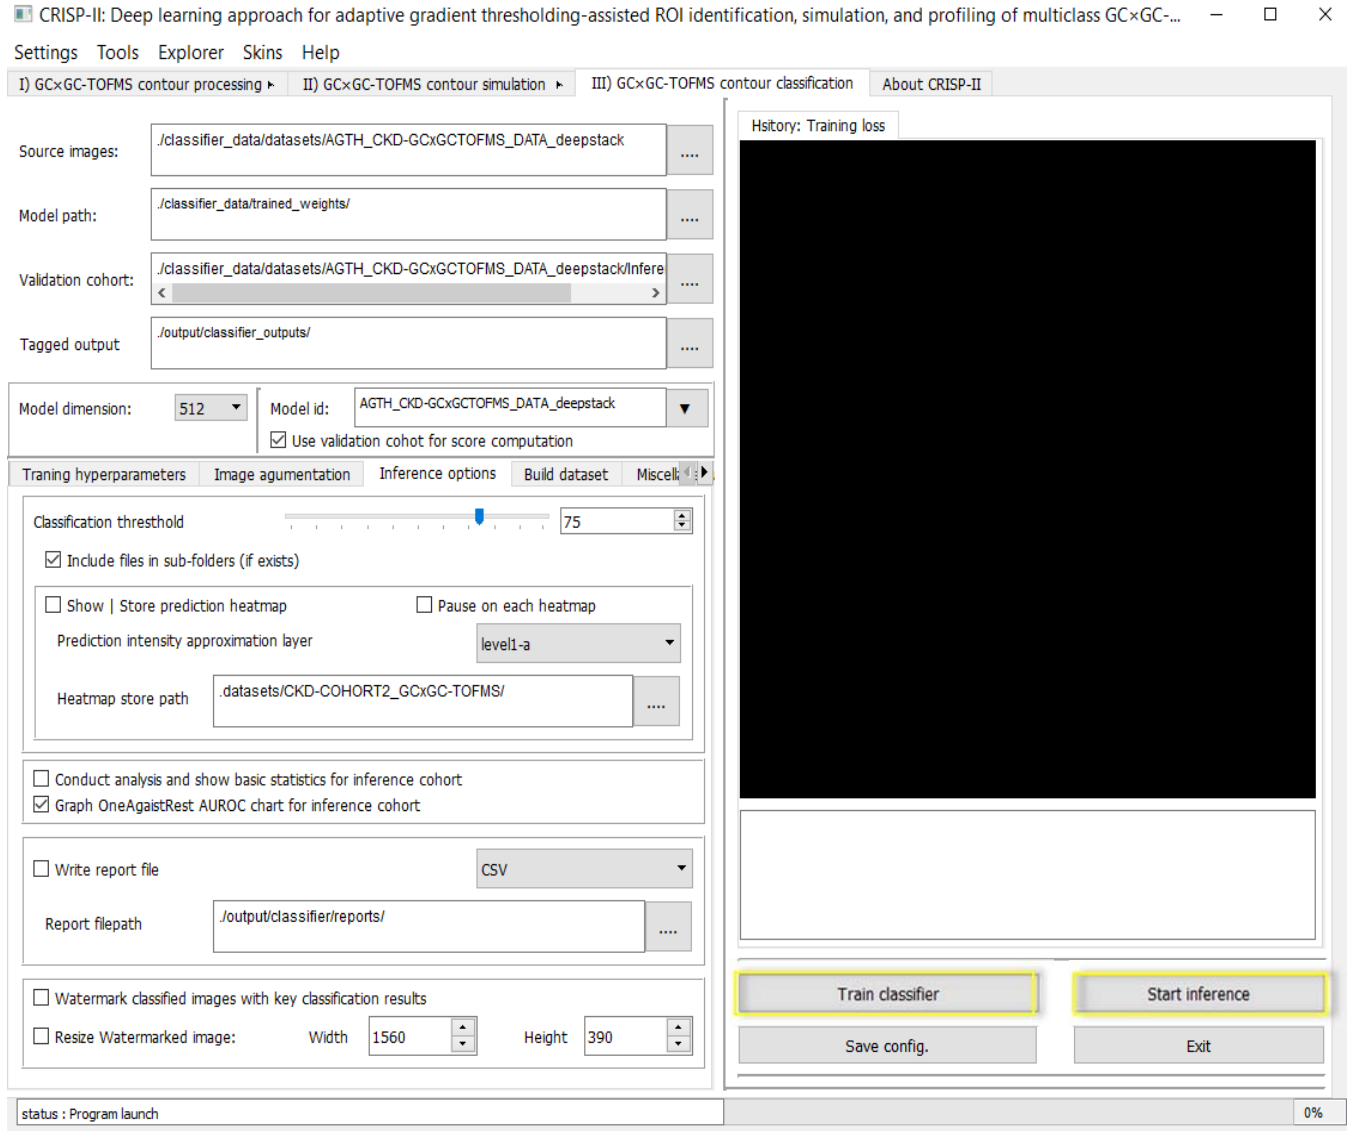 CRISP-II: Deep learning approach for adaptive gradient thresholding-assisted ROI identification, simulation, and profiling of multiclass GC×GC-...
Settings Tools Explorer Skins Help
I) GC×GC-TOFMS contour processing II) GC×GC-TOFMS contour simulation III) GC×GC-TOFMS contour classification About CRISP-II
Hsitory: Training loss
Source images: ./classifier_data/datasets/AGTH_CKD-GCxGCTOFMS_DATA_deepstack ....
Model path: ./classifier_data/trained_weights/ ....
Validation cohort: ./classifier_data/datasets/AGTH_CKD-GCxGCTOFMS_DATA_deepstack/Infere ....
Tagged output ./output/classifier_outputs/ ....
Model dimension: 512 Model id: AGTH_CKD-GCxGCTOFMS_DATA_deepstack
Use validation cohot for score computation
Traning hyperparameters Image agumentation Inference options Build dataset Miscell
Classification thresthold 75
Include files in sub-folders (if exists)
Show | Store prediction heatmap Pause on each heatmap
Prediction intensity approximation layer level1-a
Heatmap store path .datasets/CKD-COHORT2_GCxGC-TOFMS/ ....
Conduct analysis and show basic statistics for inference cohort
Graph OneAgaistRest AUROC chart for inference cohort
Write report file CSV
Report filepath ./output/classifier/reports/ ....
Watermark classified images with key classification results
Resize Watermarked image: Width 1560 Height 390
Train classifier Start inference
Save config. Exit
status : Program launch 0%